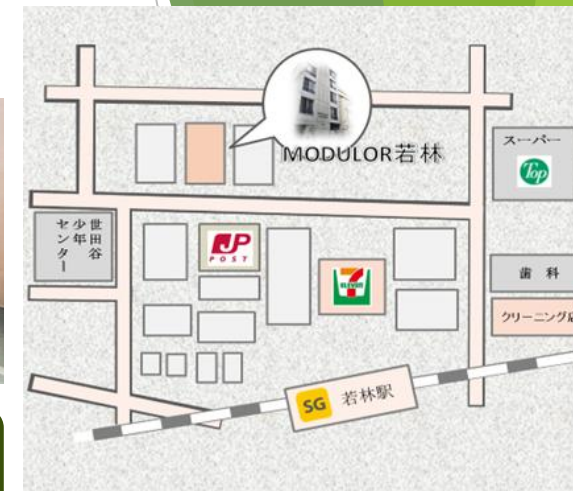 MODULOR若林
スーパー
Top
世田谷
少年
センター
JP
POST
ELEVEN
歯科
クリーニング店
SG 若林駅